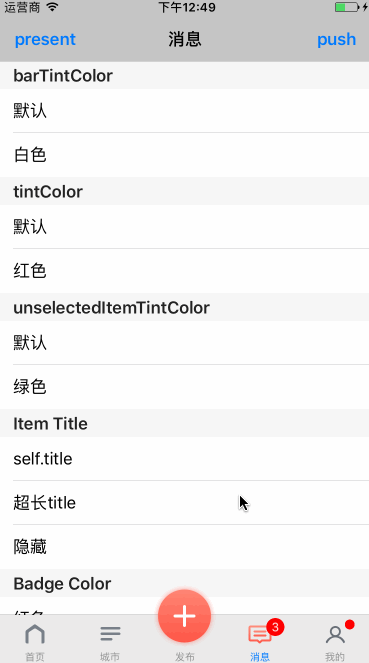 运营商 下午12:49
present 消息 push
barTintColor
默认
白色
tintColor
默认
红色
unselectedItemTintColor
默认
绿色
Item Title
self.title
超长title
隐藏
Badge Color
红色
3
首页 城市 发布 消息 我的